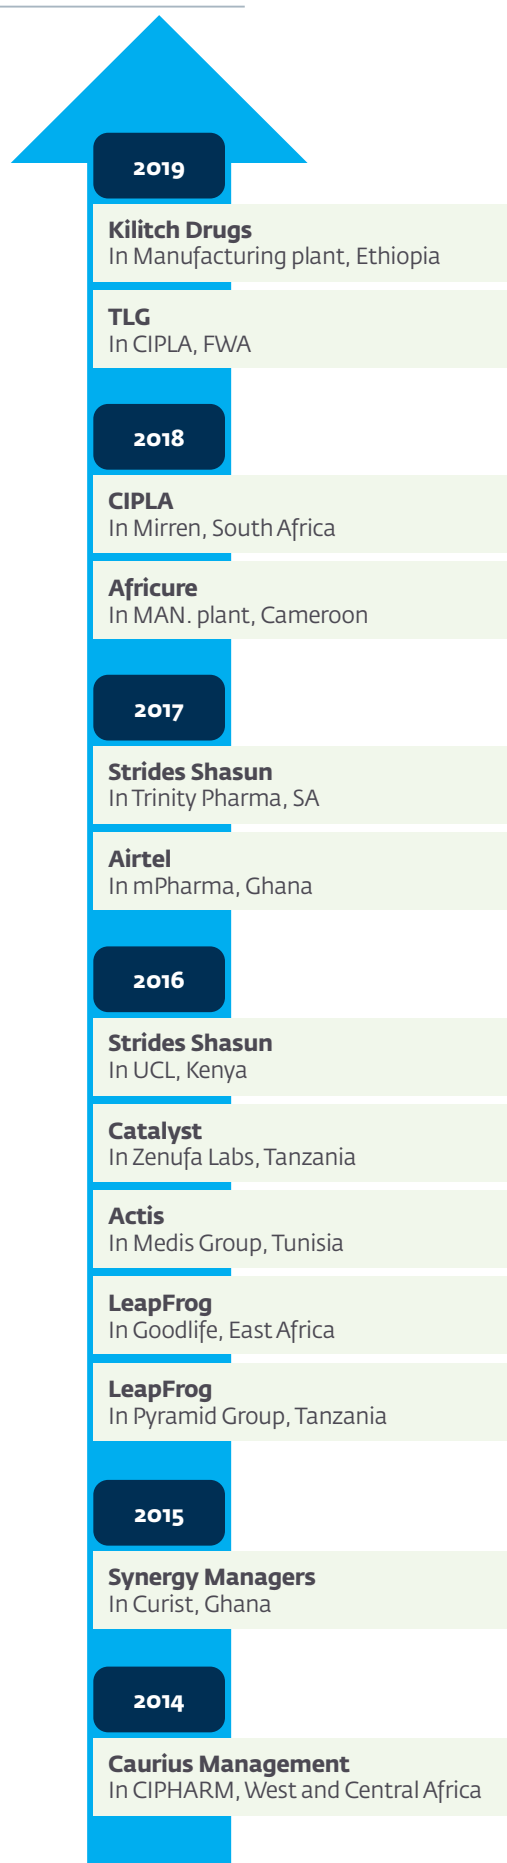 2019
Kilitch Drugs
In Manufacturing plant, Ethiopia
TLG
In CIPLA, FWA
2018
CIPLA
In Mirren, South Africa
Africure
In MAN. plant, Cameroon
2017
Strides Shasun
In Trinity Pharma, SA
Airtel
In mPharma, Ghana
2016
Strides Shasun
In UCL, Kenya
Catalyst
In Zenufa Labs, Tanzania
Actis
In Medis Group, Tunisia
LeapFrog
In Goodlife, East Africa
LeapFrog
In Pyramid Group, Tanzania
2015
Synergy Managers
In Curist, Ghana
2014
Caurius Management
In CIPHARM, West and Central Africa